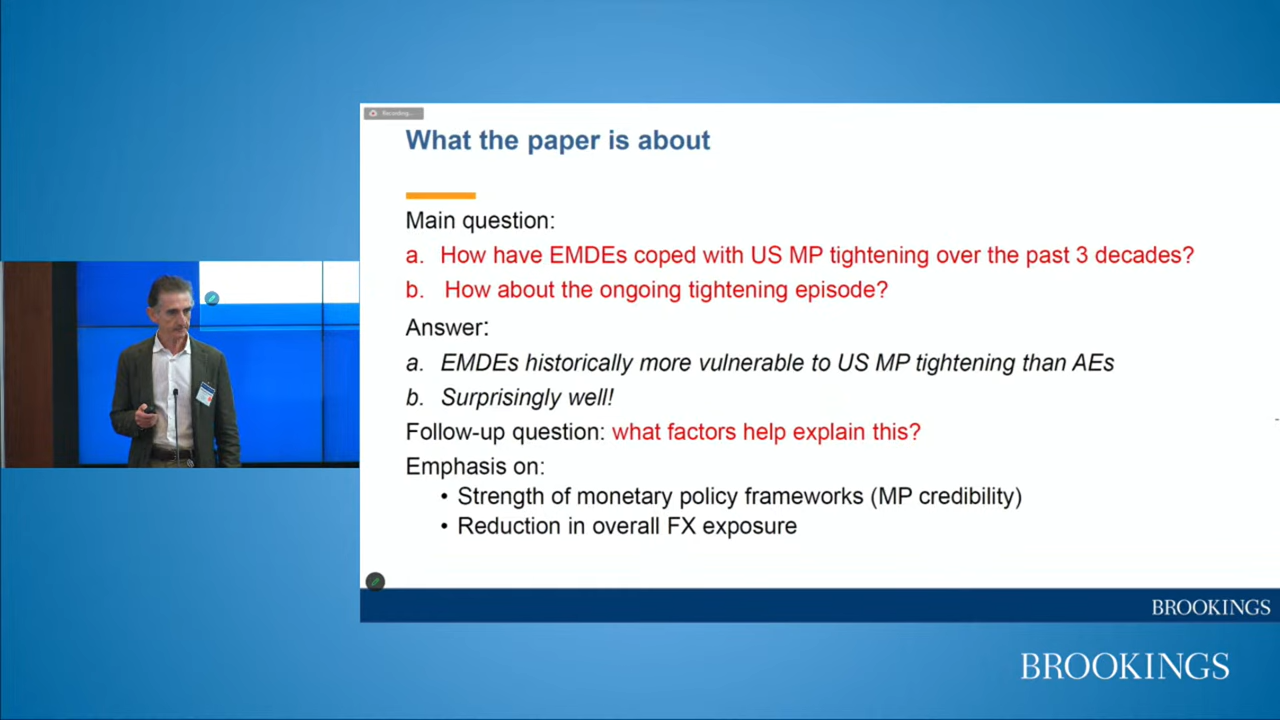 Recording...
What the paper is about
Main question:
a. How have EMDEs coped with US MP tightening over the past 3 decades?
b. How about the ongoing tightening episode?
Answer:
a. EMDEs historically more vulnerable to US MP tightening than AEs
b. Surprisingly well!
Follow-up question: what factors help explain this?
Emphasis on:
• Strength of monetary policy frameworks (MP credibility)
• Reduction in overall FX exposure
BROOKINGS
BROOKINGS